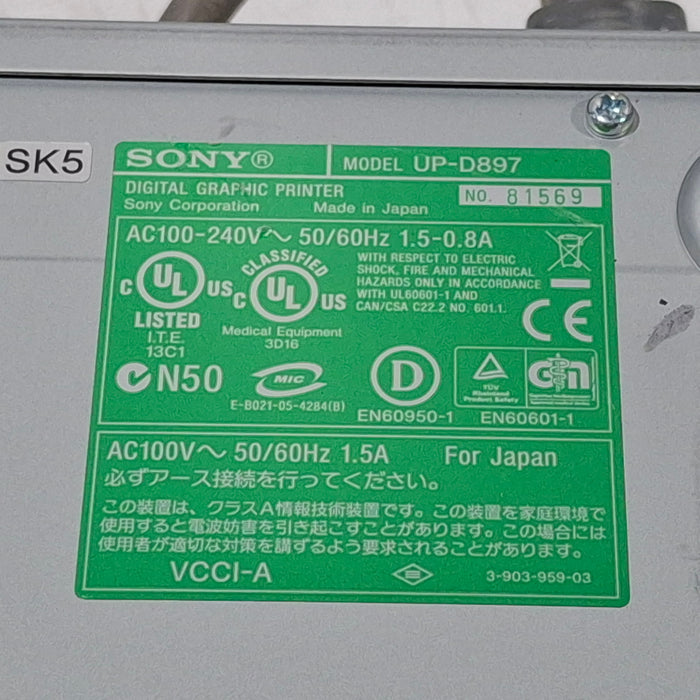 SK5
SONY®
MODEL UP-D897
DIGITAL GRAPHIC PRINTER
Sony Corporation Made in Japan
NO. 81569
AC100-240V～ 50/60Hz 1.5-0.8A
C UL US
LISTED
I.T.E.
13C1
CLASSIFIED
C UL US
Medical Equipment
3D16
WITH RESPECT TO ELECTRIC
SHOCK, FIRE AND MECHANICAL
HAZARDS ONLY IN ACCORDANCE
WITH UL60601-1 AND
CAN/CSA C22.2 NO. 601.1.
CE
N50
MIC
E-B021-05-4284(B)
D
EN60950-1
TÜV
Rheinland
Product Safety
EN60601-1
AC100V～ 50/60Hz 1.5A For Japan
必ずアース接続を行ってください。
この装置は、クラスA情報技術装置です。この装置を家庭環境で
使用すると電波妨害を引き起こすことがあります。この場合には
使用者が適切な対策を講ずるよう要求されることがあります。
VCCI-A
3-903-959-03